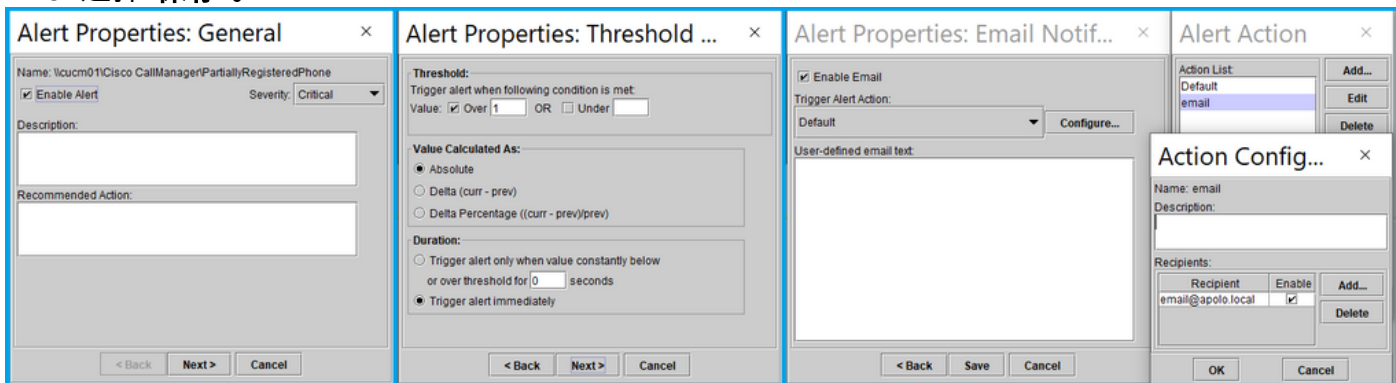 Alert Properties: General ×
Name: \\cucm01\Cisco CallManager\PartiallyRegisteredPhone
Enable Alert Severity: Critical
Description:
Recommended Action:
< Back Next > Cancel
Alert Properties: Threshold ... ×
Threshold:
Trigger alert when following condition is met:
Value: Over 1 OR Under
Value Calculated As:
Absolute
Delta (curr - prev)
Delta Percentage ((curr - prev)/prev)
Duration:
Trigger alert only when value constantly below
or over threshold for 0 seconds
Trigger alert immediately
< Back Next > Cancel
Alert Properties: Email Notif... ×
Enable Email
Trigger Alert Action:
Default Configure...
User-defined email text:
< Back Save Cancel
Alert Action ×
Action List: Add...
Default
email Edit
Delete
Action Config... ×
Name: email
Description:
Recipients:
Recipient Enable Add...
email@apolo.local
Delete
OK Cancel